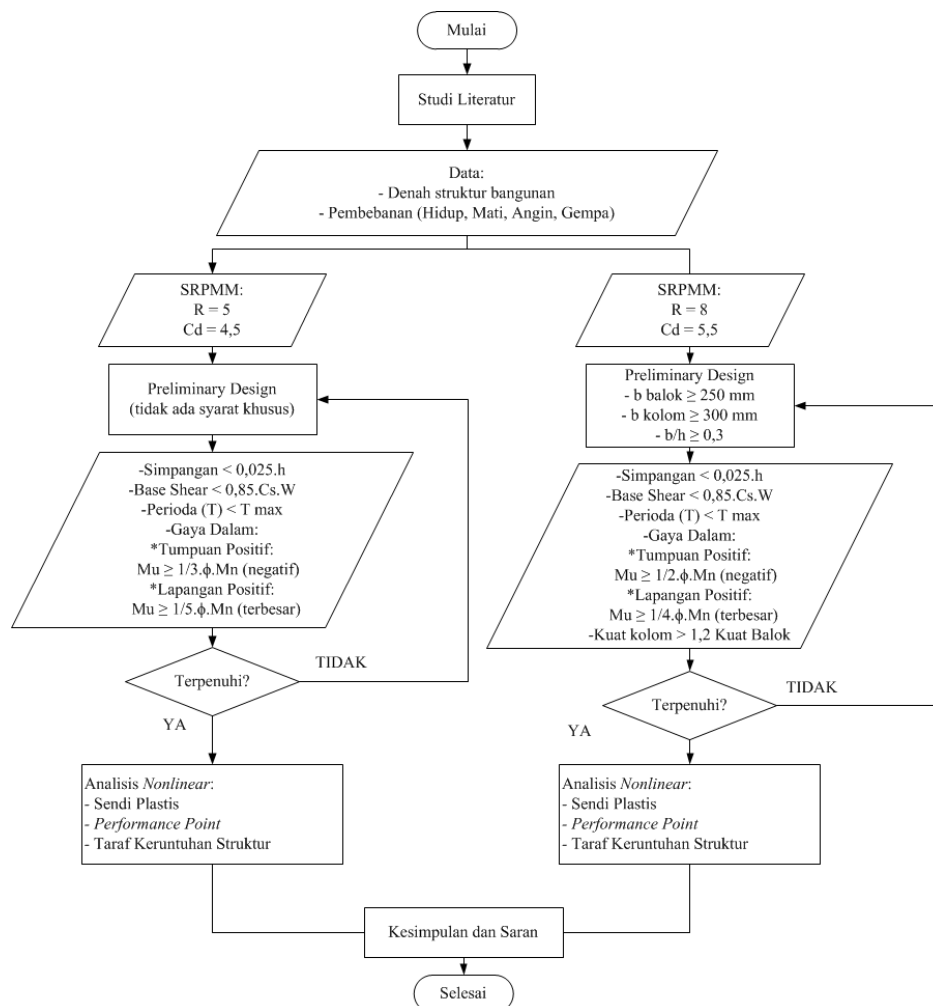 Mulai
Studi Literatur
Data:
- Denah struktur bangunan
- Pembebanan (Hidup, Mati, Angin, Gempa)
SRPMM:
R = 5
Cd = 4,5
Preliminary Design
(tidak ada syarat khusus)
-Simpangan < 0,025.h
-Base Shear < 0,85.Cs.W
-Perioda (T) < T max
-Gaya Dalam:
*Tumpuan Positif:
Mu ≥ 1/3.ϕ.Mn (negatif)
*Lapangan Positif:
Mu ≥ 1/5.ϕ.Mn (terbesar)
Terpenuhi?
TIDAK
YA
Analisis Nonlinear:
- Sendi Plastis
- Performance Point
- Taraf Keruntuhan Struktur
SRPMM:
R = 8
Cd = 5,5
Preliminary Design
- b balok ≥ 250 mm
- b kolom ≥ 300 mm
- b/h ≥ 0,3
-Simpangan < 0,025.h
-Base Shear < 0,85.Cs.W
-Perioda (T) < T max
-Gaya Dalam:
*Tumpuan Positif:
Mu ≥ 1/2.ϕ.Mn (negatif)
*Lapangan Positif:
Mu ≥ 1/4.ϕ.Mn (terbesar)
-Kuat kolom > 1,2 Kuat Balok
Terpenuhi?
TIDAK
YA
Analisis Nonlinear:
- Sendi Plastis
- Performance Point
- Taraf Keruntuhan Struktur
Kesimpulan dan Saran
Selesai